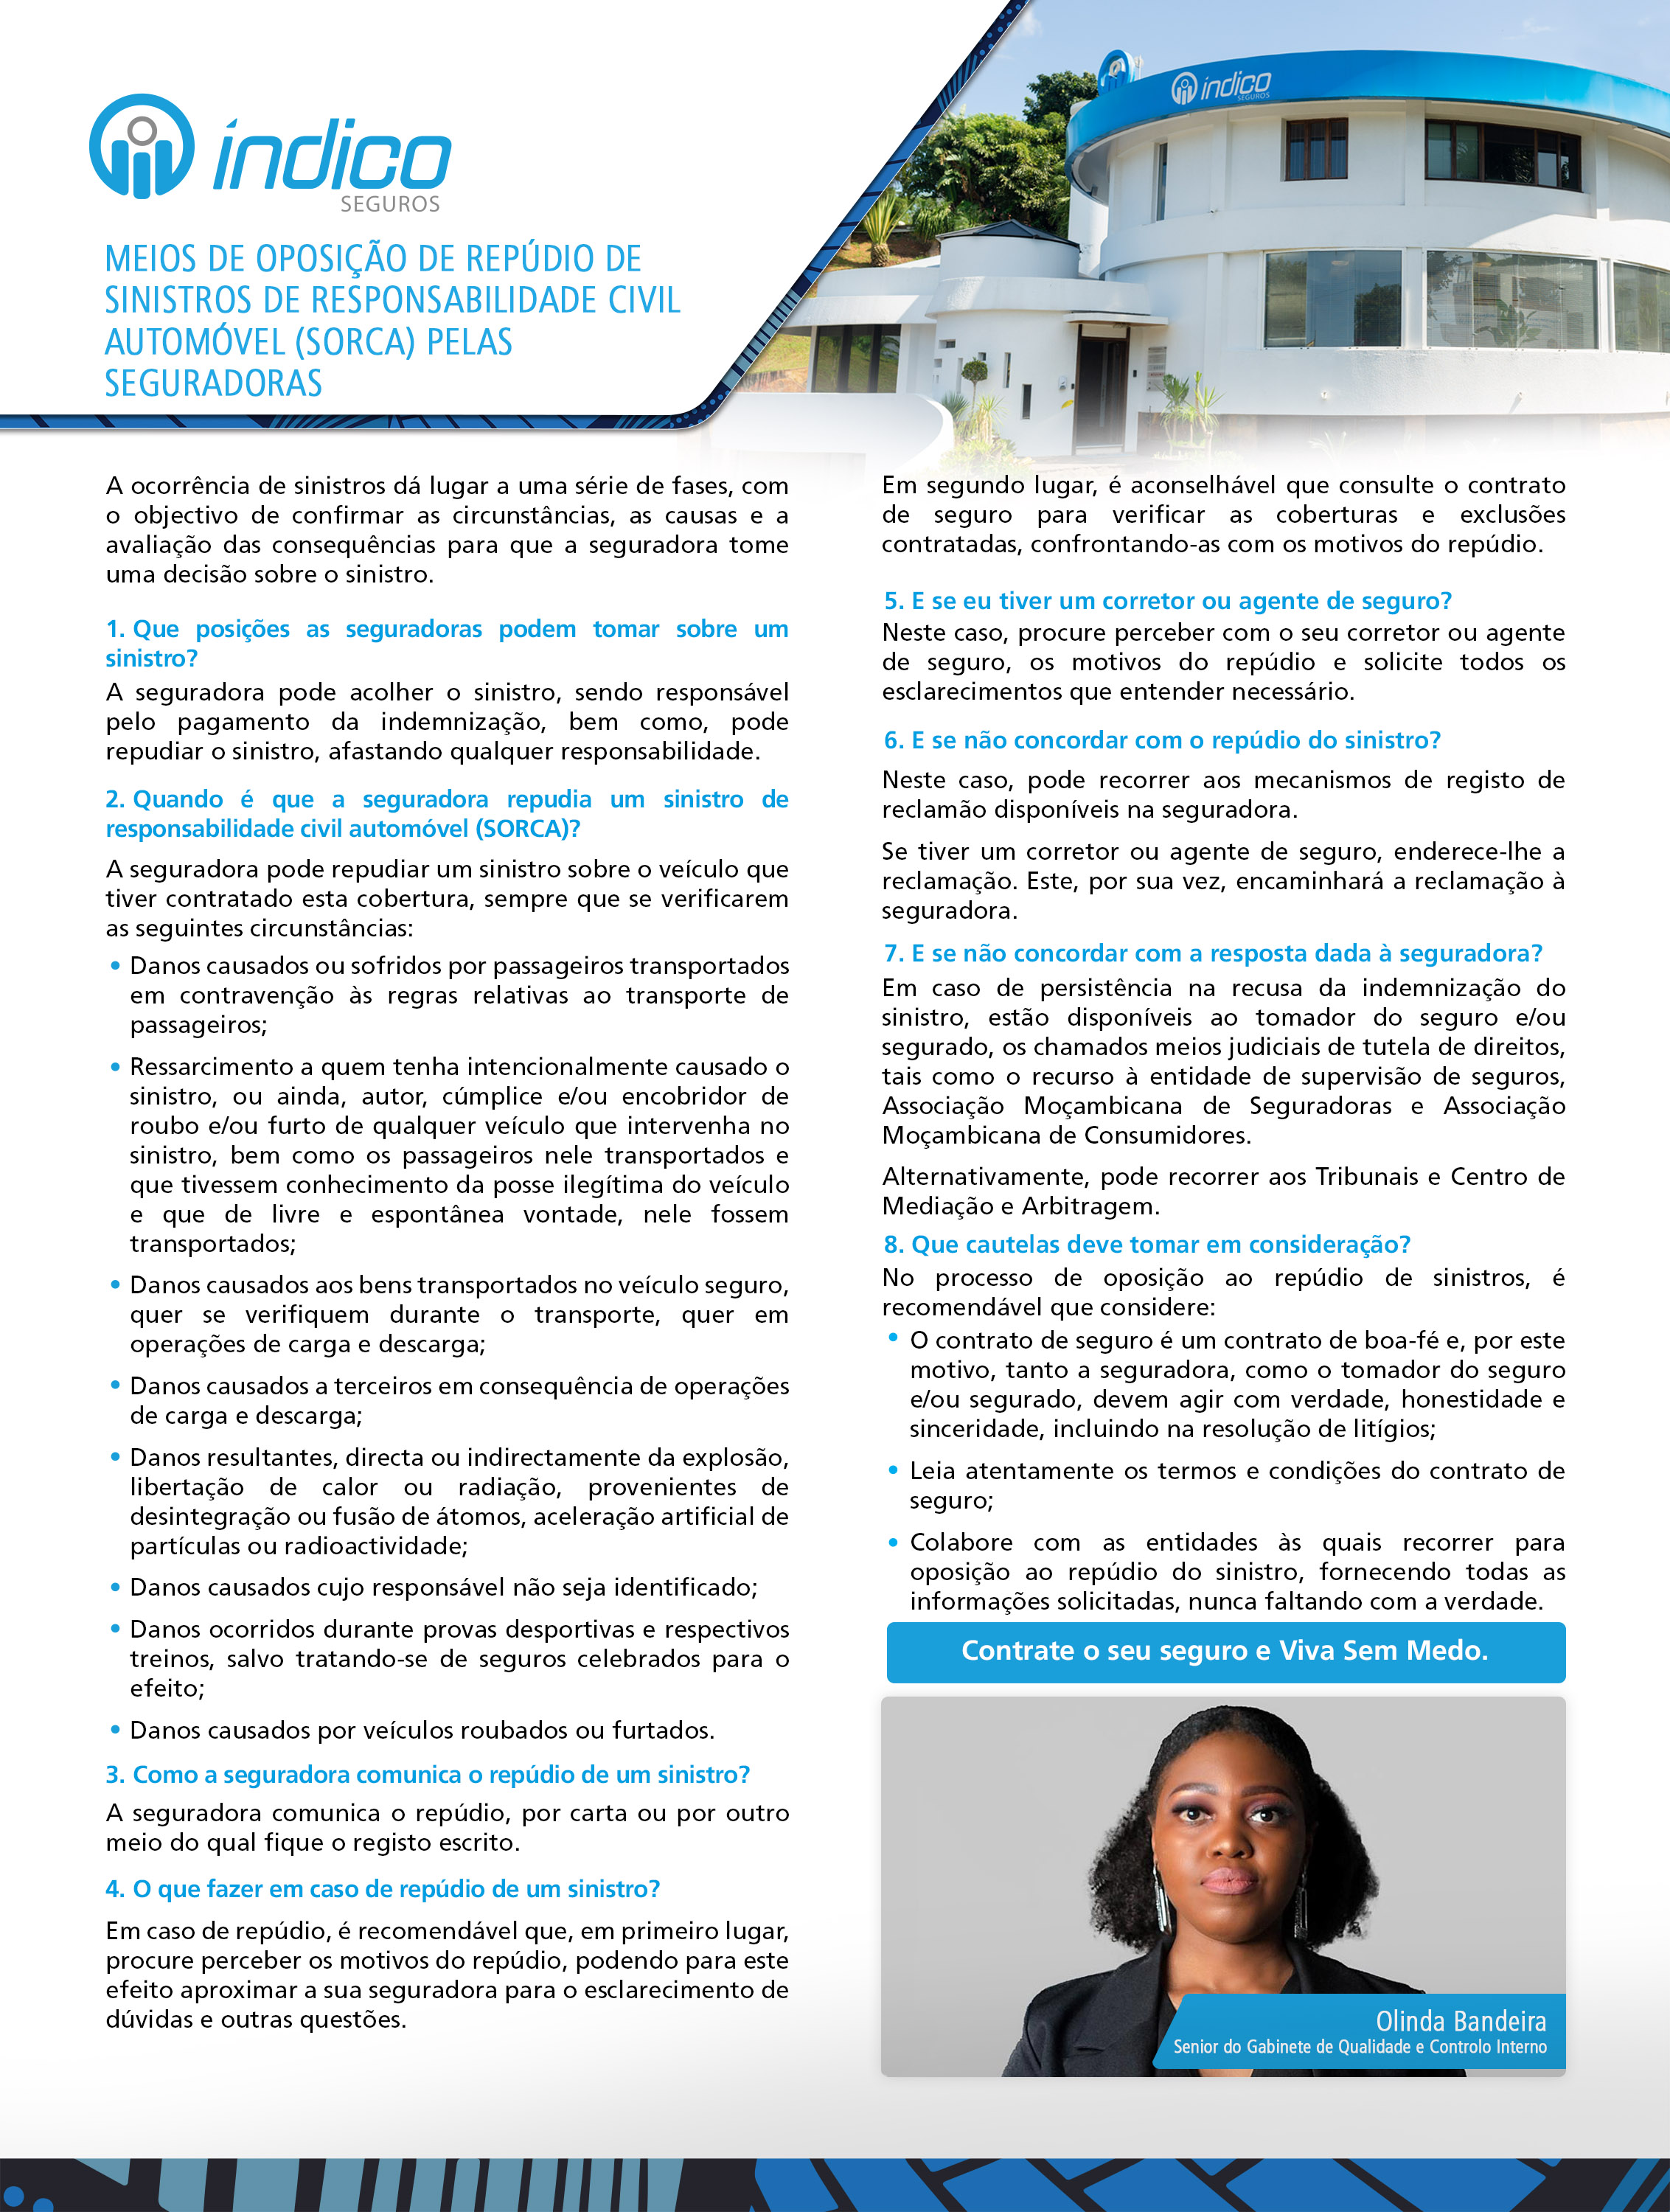 índico
SEGUROS
índico
SEGUROS
MEIOS DE OPOSIÇÃO DE REPÚDIO DE
SINISTROS DE RESPONSABILIDADE CIVIL
AUTOMÓVEL (SORCA) PELAS
SEGURADORAS
A ocorrência de sinistros dá lugar a uma série de fases, com
o objectivo de confirmar as circunstâncias, as causas e a
avaliação das consequências para que a seguradora tome
uma decisão sobre o sinistro.
1. Que posições as seguradoras podem tomar sobre um
sinistro?
A seguradora pode acolher o sinistro, sendo responsável
pelo pagamento da indemnização, bem como, pode
repudiar o sinistro, afastando qualquer responsabilidade.
2. Quando é que a seguradora repudia um sinistro de
responsabilidade civil automóvel (SORCA)?
A seguradora pode repudiar um sinistro sobre o veículo que
tiver contratado esta cobertura, sempre que se verificarem
as seguintes circunstâncias:
• Danos causados ou sofridos por passageiros transportados
em contravenção às regras relativas ao transporte de
passageiros;
• Ressarcimento a quem tenha intencionalmente causado o
sinistro, ou ainda, autor, cúmplice e/ou encobridor de
roubo e/ou furto de qualquer veículo que intervenha no
sinistro, bem como os passageiros nele transportados e
que tivessem conhecimento da posse ilegítima do veículo
e que de livre e espontânea vontade, nele fossem
transportados;
• Danos causados aos bens transportados no veículo seguro,
quer se verifiquem durante o transporte, quer em
operações de carga e descarga;
• Danos causados a terceiros em consequência de operações
de carga e descarga;
• Danos resultantes, directa ou indirectamente da explosão,
libertação de calor ou radiação, provenientes de
desintegração ou fusão de átomos, aceleração artificial de
partículas ou radioactividade;
• Danos causados cujo responsável não seja identificado;
• Danos ocorridos durante provas desportivas e respectivos
treinos, salvo tratando-se de seguros celebrados para o
efeito;
• Danos causados por veículos roubados ou furtados.
3. Como a seguradora comunica o repúdio de um sinistro?
A seguradora comunica o repúdio, por carta ou por outro
meio do qual fique o registo escrito.
4. O que fazer em caso de repúdio de um sinistro?
Em caso de repúdio, é recomendável que, em primeiro lugar,
procure perceber os motivos do repúdio, podendo para este
efeito aproximar a sua seguradora para o esclarecimento de
dúvidas e outras questões.
Em segundo lugar, é aconselhável que consulte o contrato
de seguro para verificar as coberturas e exclusões
contratadas, confrontando-as com os motivos do repúdio.
5. E se eu tiver um corretor ou agente de seguro?
Neste caso, procure perceber com o seu corretor ou agente
de seguro, os motivos do repúdio e solicite todos os
esclarecimentos que entender necessário.
6. E se não concordar com o repúdio do sinistro?
Neste caso, pode recorrer aos mecanismos de registo de
reclamão disponíveis na seguradora.
Se tiver um corretor ou agente de seguro, enderece-lhe a
reclamação. Este, por sua vez, encaminhará a reclamação à
seguradora.
7. E se não concordar com a resposta dada à seguradora?
Em caso de persistência na recusa da indemnização do
sinistro, estão disponíveis ao tomador do seguro e/ou
segurado, os chamados meios judiciais de tutela de direitos,
tais como o recurso à entidade de supervisão de seguros,
Associação Moçambicana de Seguradoras e Associação
Moçambicana de Consumidores.
Alternativamente, pode recorrer aos Tribunais e Centro de
Mediação e Arbitragem.
8. Que cautelas deve tomar em consideração?
No processo de oposição ao repúdio de sinistros, é
recomendável que considere:
• O contrato de seguro é um contrato de boa-fé e, por este
motivo, tanto a seguradora, como o tomador do seguro
e/ou segurado, devem agir com verdade, honestidade e
sinceridade, incluindo na resolução de litígios;
• Leia atentamente os termos e condições do contrato de
seguro;
• Colabore com as entidades às quais recorrer para
oposição ao repúdio do sinistro, fornecendo todas as
informações solicitadas, nunca faltando com a verdade.
Contrate o seu seguro e Viva Sem Medo.
Olinda Bandeira
Senior do Gabinete de Qualidade e Controlo Interno